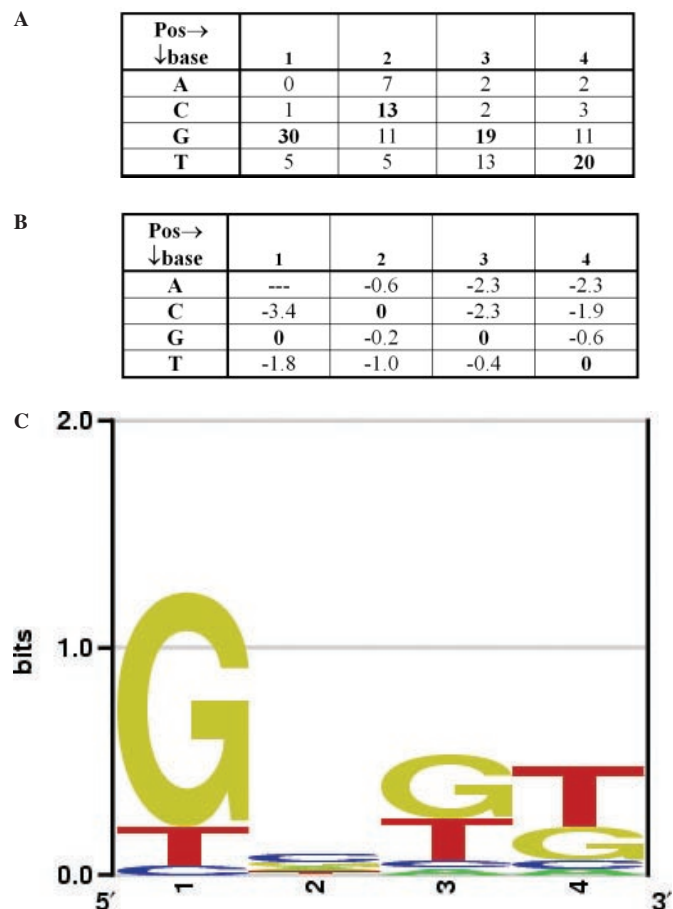 A
Pos→
↓base 1 2 3 4
A 0 7 2 2
C 1 13 2 3
G 30 11 19 11
T 5 5 13 20
B
Pos→
↓base 1 2 3 4
A --- -0.6 -2.3 -2.3
C -3.4 0 -2.3 -1.9
G 0 -0.2 0 -0.6
T -1.8 -1.0 -0.4 0
C
2.0
1.0
0.0
bits
G T C
C G T
G T C A
T G C A
5′ 1 2 3 4 3′